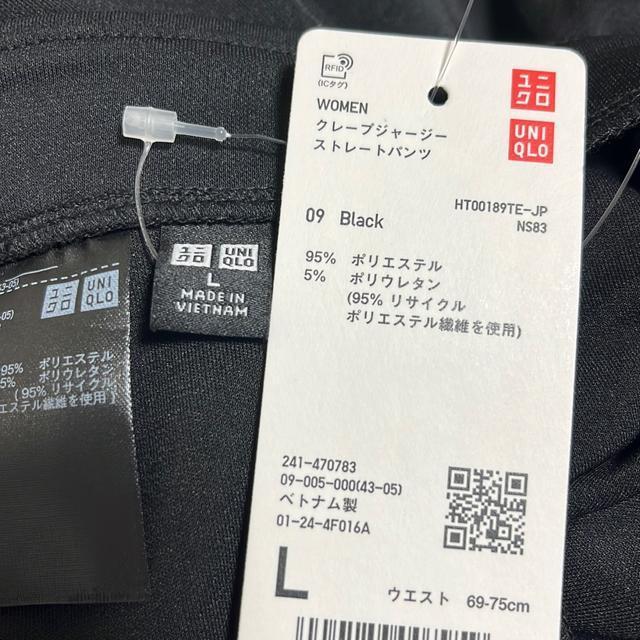 RFID
(ICタグ)
ユニクロ
UNIQLO
WOMEN
クレープジャージー
ストレートパンツ
HT00189TE-JP
09 Black
NS83
95% ポリエステル
5% ポリウレタン
(95% リサイクル
ポリエステル繊維を使用)
241-470783
09-005-000(43-05)
ベトナム製
01-24-4F016A
L
ウエスト 69-75cm
ユニクロ UNIQLO
L
MADE IN
VIETNAM
ユニクロ UNIQLO
95% ポリエステル
5% ポリウレタン
(95% リサイクル
エステル繊維を使用)